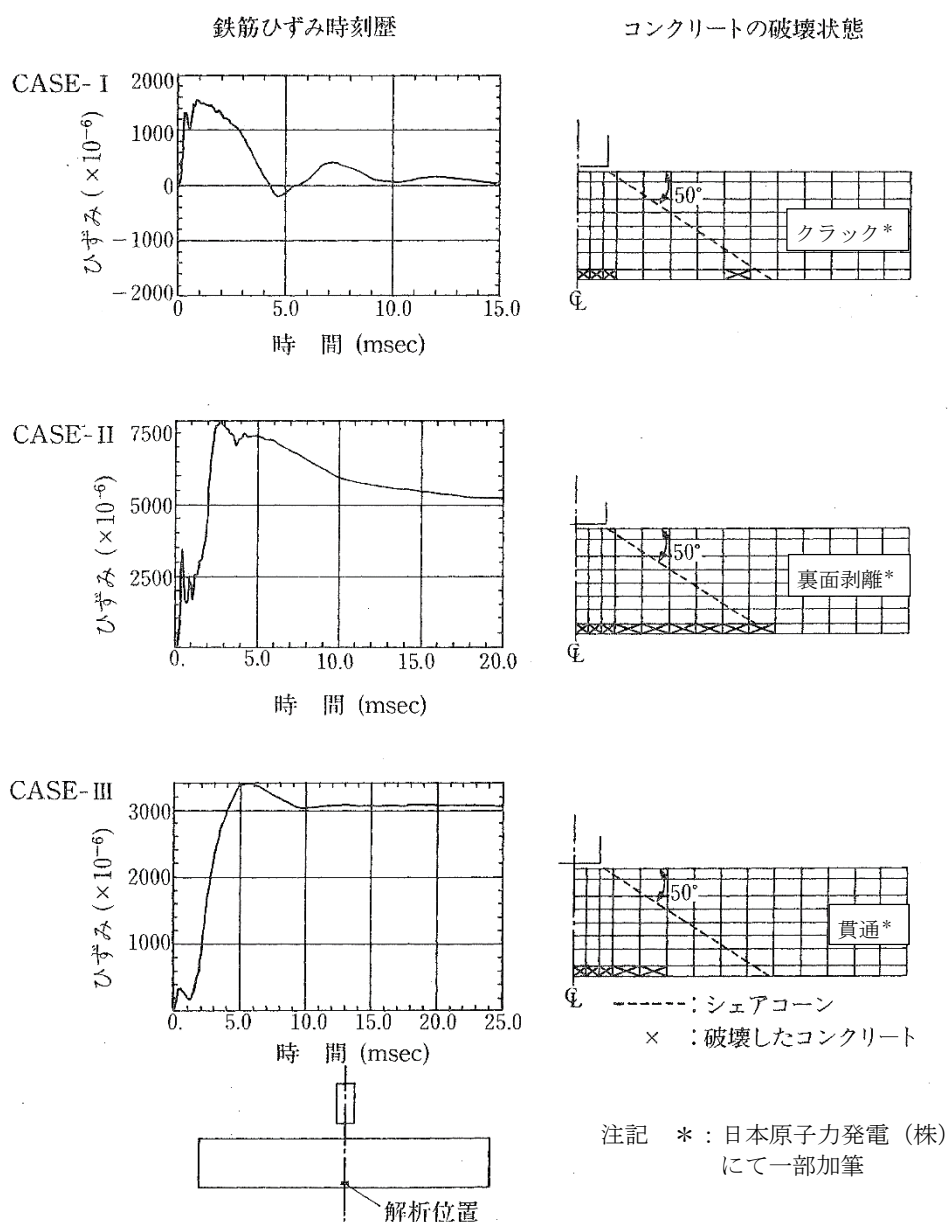 鉄筋ひずみ時刻歴
コンクリートの破壊状態
CASE-I
2000
1000
0
-1000
-2000
ひずみ (×10⁻⁶)
0
5.0
10.0
15.0
時 間 (msec)
50°
クラック*
℄
CASE-II
7500
5000
2500
ひずみ (×10⁻⁶)
0.
5.0
10.0
15.0
20.0
時 間 (msec)
50°
裏面剥離*
℄
CASE-III
3000
2000
1000
ひずみ (×10⁻⁶)
0.
5.0
10.0
15.0
20.0
25.0
時 間 (msec)
50°
貫通*
℄
:シェアコーン
× :破壊したコンクリート
解析位置
注記 *:日本原子力発電(株)
にて一部加筆